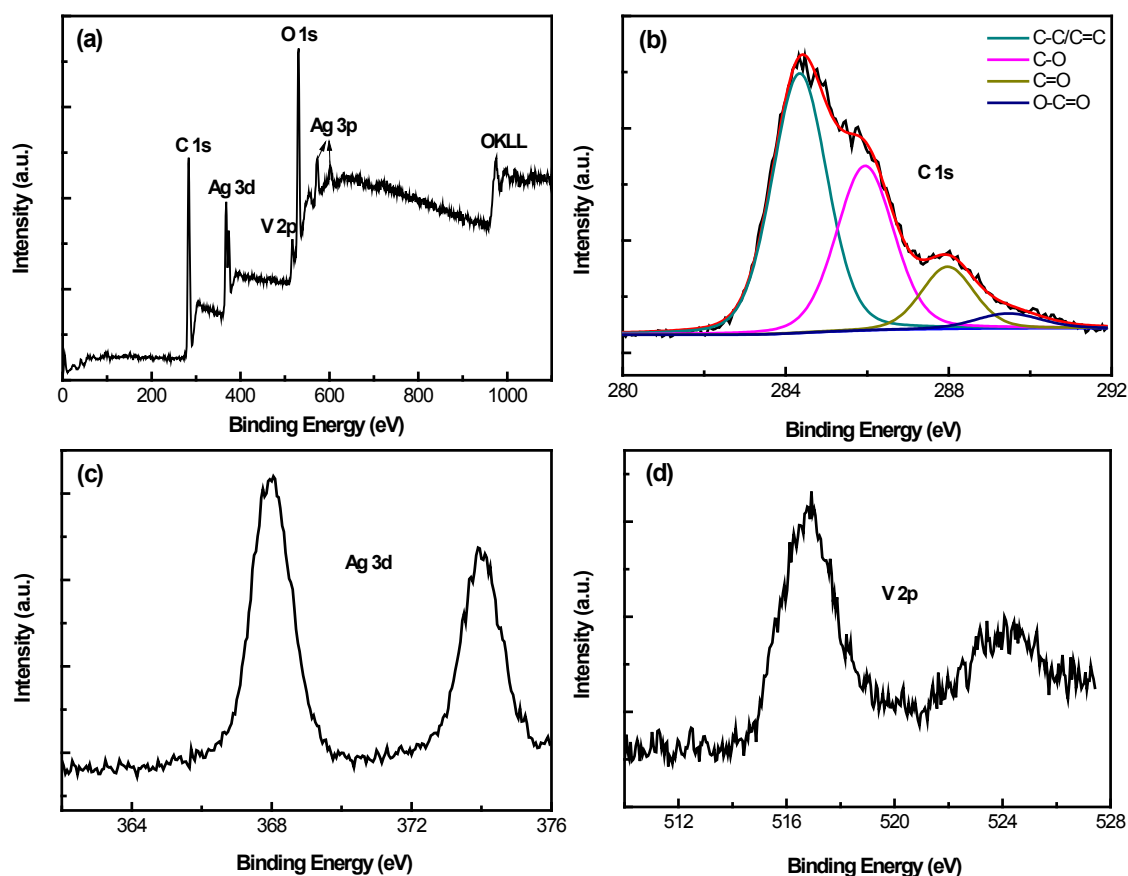 (a)
C 1s
Ag 3d
V 2p
O 1s
Ag 3p
OKLL
Intensity (a.u.)
0 200 400 600 800 1000
Binding Energy (eV)
(b)
C-C/C=C
C-O
C=O
O-C=O
C 1s
Intensity (a.u.)
280 284 288 292
Binding Energy (eV)
(c)
Ag 3d
Intensity (a.u.)
364 368 372 376
Binding Energy (eV)
(d)
V 2p
Intensity (a.u.)
512 516 520 524 528
Binding Energy (eV)